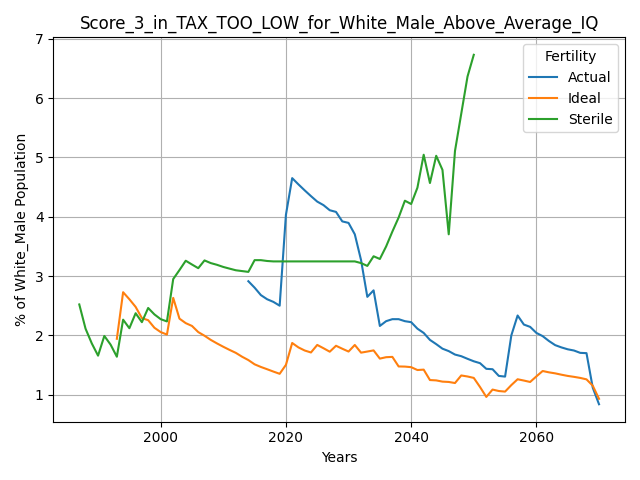 Score_3_in_TAX_TOO_LOW_for_White_Male_Above_Average_IQ
7
6
5
4
3
2
1
% of White_Male Population
Fertility
Actual
Ideal
Sterile
2000
2020
2040
2060
Years